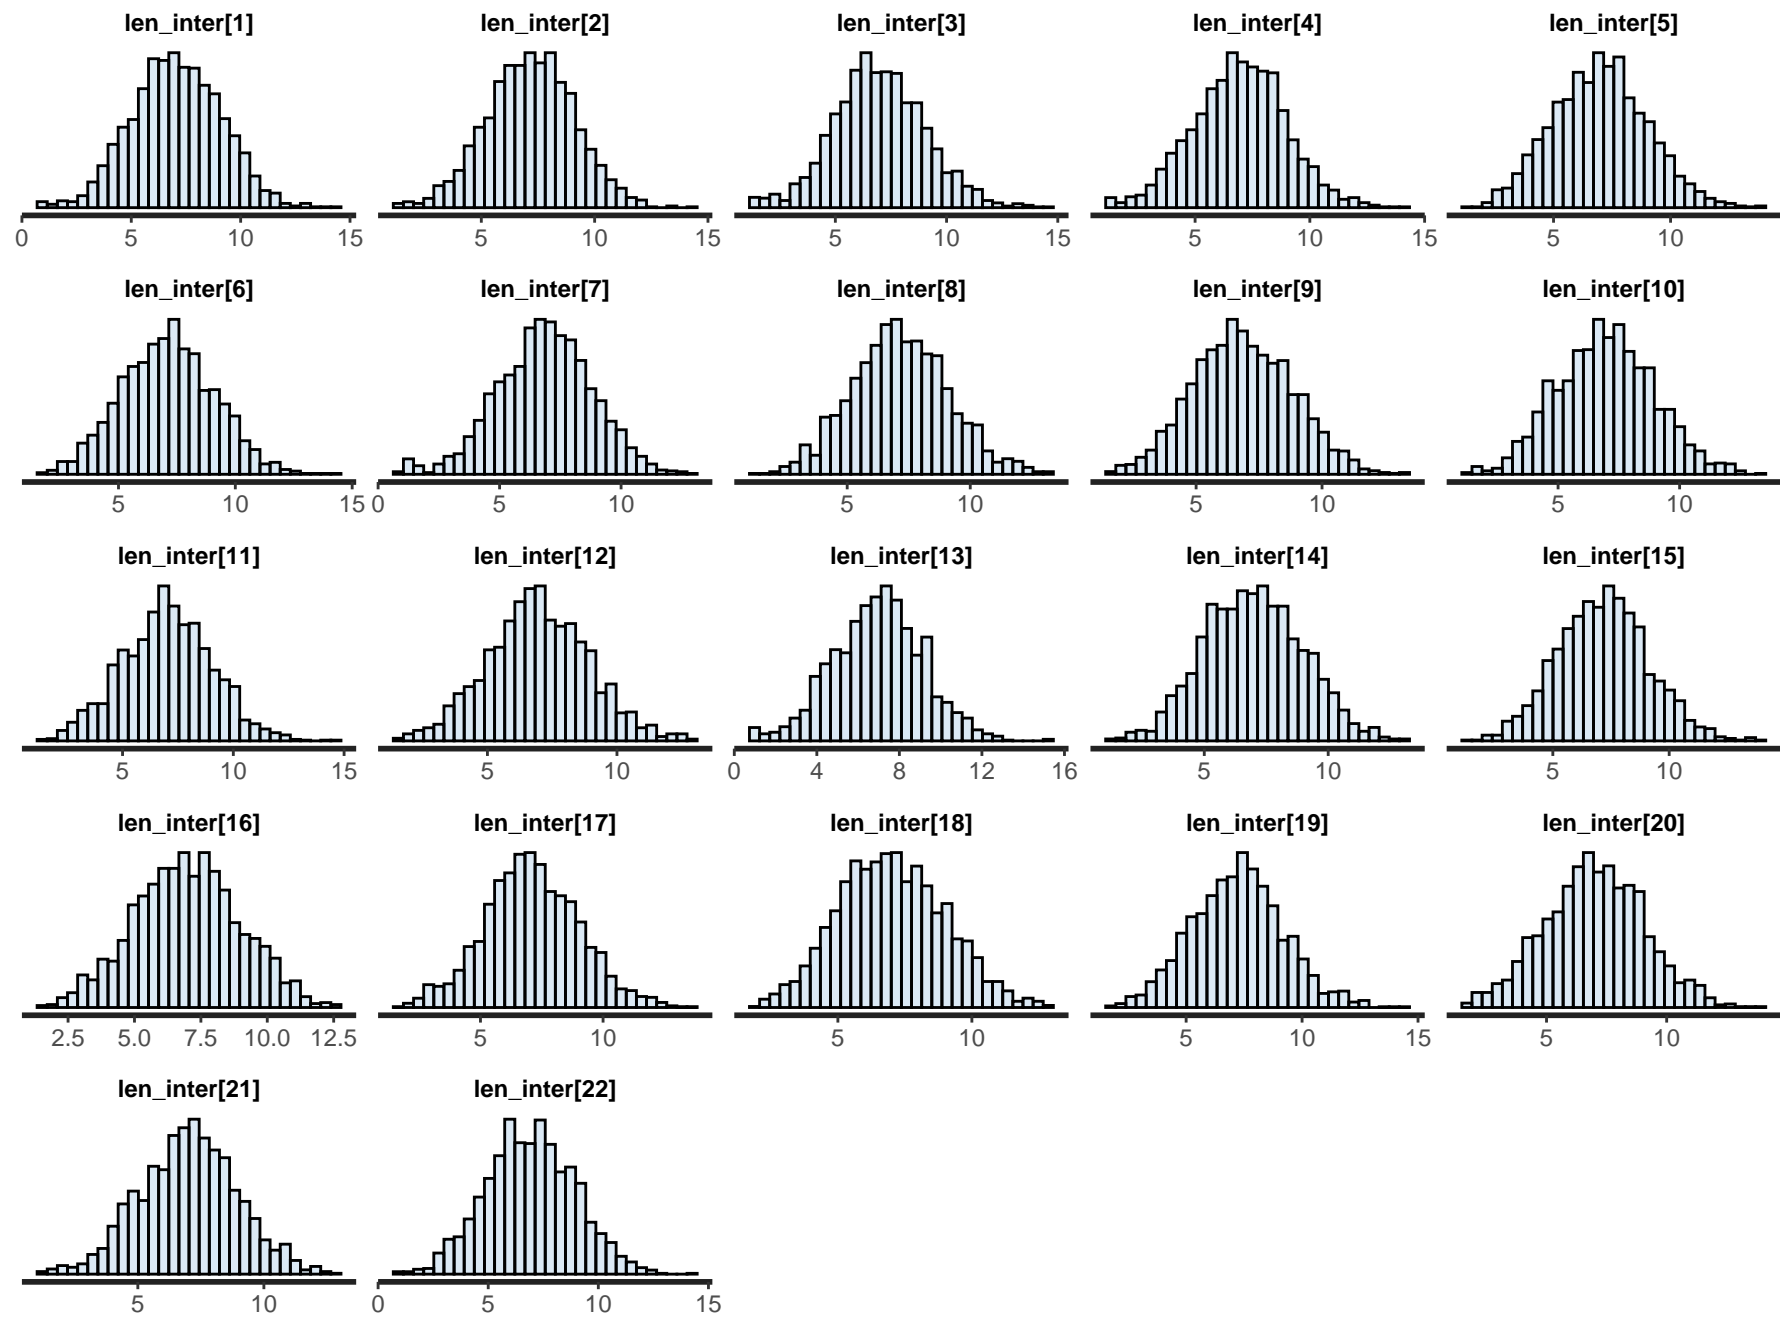 len_inter[1] len_inter[2] len_inter[3] len_inter[4] len_inter[5]
0 5 10 15 5 10 15 5 10 15 5 10 15 5 10
len_inter[6] len_inter[7] len_inter[8] len_inter[9] len_inter[10]
5 10 15 0 5 10 5 10 5 10 5 10
len_inter[11] len_inter[12] len_inter[13] len_inter[14] len_inter[15]
5 10 15 5 10 0 4 8 12 16 5 10 5 10
len_inter[16] len_inter[17] len_inter[18] len_inter[19] len_inter[20]
2.5 5.0 7.5 10.0 12.5 5 10 5 10 5 10 15 5 10
len_inter[21] len_inter[22]
5 10 0 5 10 15